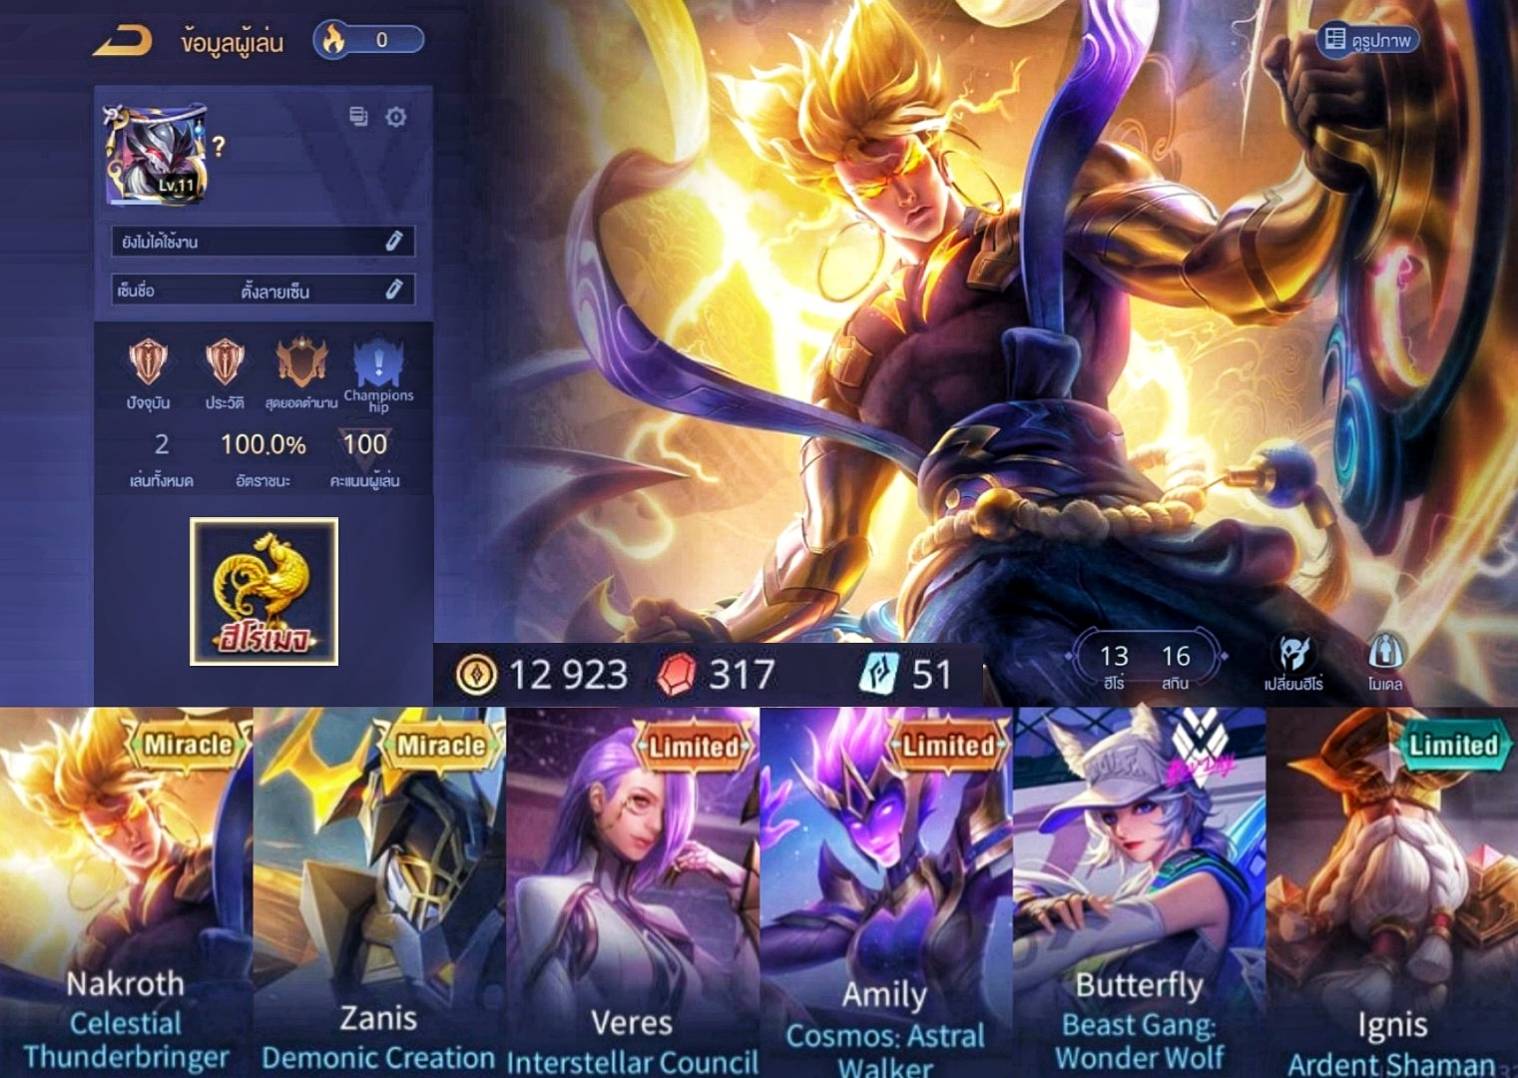 ข้อมูลผู้เล่น
0
ดูรูปภาพ
?
Lv.11
ยังไม่ได้ใช้งาน
เซ็นชื่อ ตั้งลายเซ็น
ปัจจุบัน ประวัติ สุดยอดตำนาน Champions
hip
2 100.0% 100
เล่นทั้งหมด อัตราชนะ คะแนนผู้เล่น
ฮีโร่เมจ
12 923 317 51
13 16
ฮีโร่ สกิน เปลี่ยนฮีโร่ โมเดล
Miracle
Nakroth
Celestial
Thunderbringer
Miracle
Zanis
Demonic Creation
Limited
Veres
Interstellar Council
Limited
Amily
Cosmos: Astral
Walker
Butterfly
Beast Gang:
Wonder Wolf
Limited
Ignis
Ardent Shaman